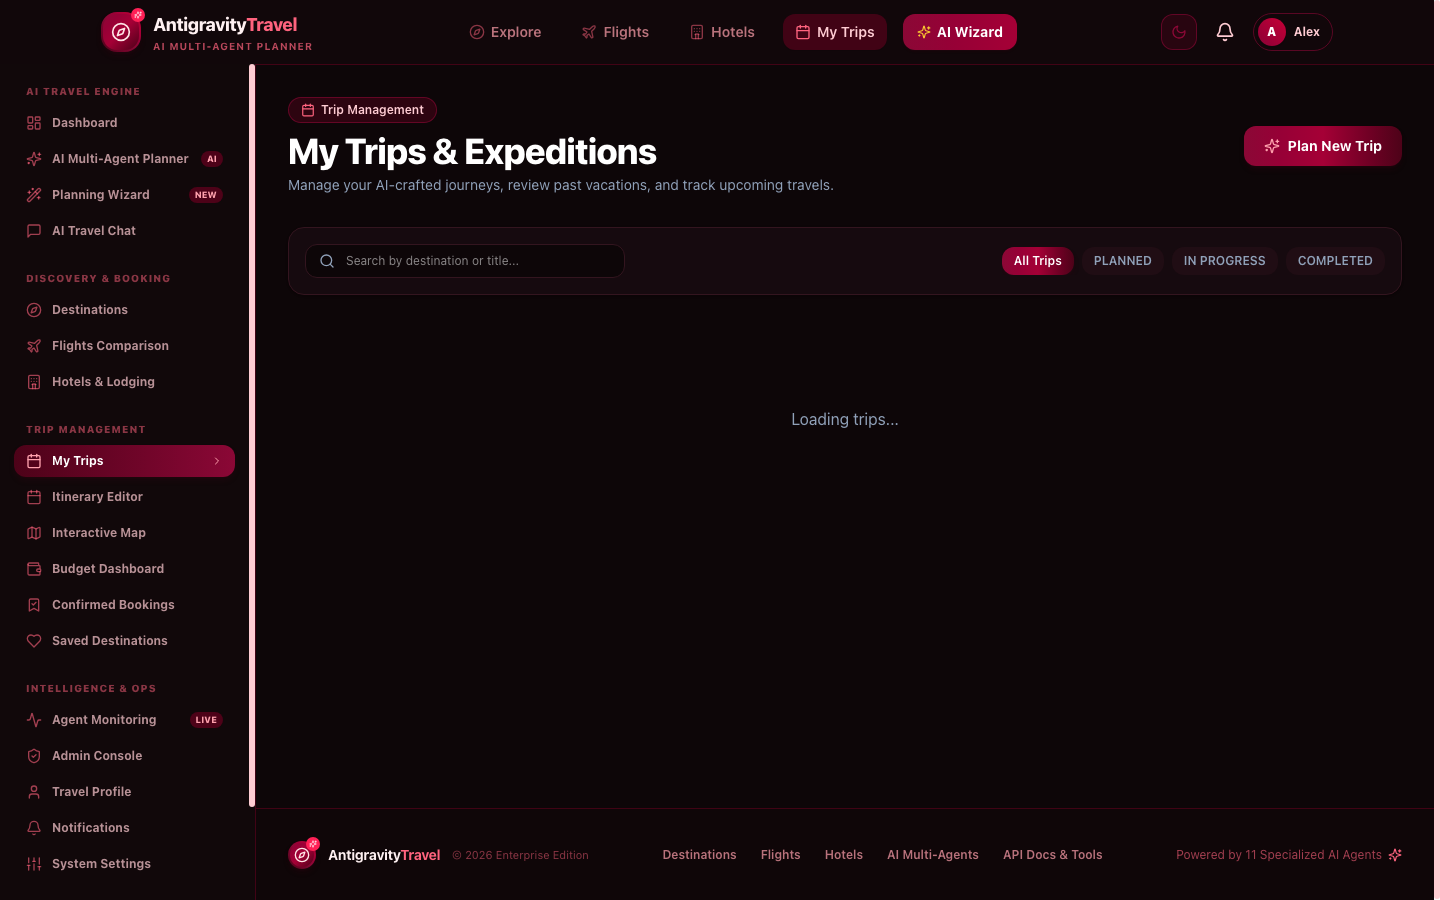 AntigravityTravel
AI MULTI-AGENT PLANNER
Explore
Flights
Hotels
My Trips
AI Wizard
A
Alex
AI TRAVEL ENGINE
Dashboard
AI Multi-Agent Planner AI
Planning Wizard NEW
AI Travel Chat
DISCOVERY & BOOKING
Destinations
Flights Comparison
Hotels & Lodging
TRIP MANAGEMENT
My Trips
Itinerary Editor
Interactive Map
Budget Dashboard
Confirmed Bookings
Saved Destinations
INTELLIGENCE & OPS
Agent Monitoring LIVE
Admin Console
Travel Profile
Notifications
System Settings
Trip Management
My Trips & Expeditions
Manage your AI-crafted journeys, review past vacations, and track upcoming travels.
Plan New Trip
Search by destination or title...
All Trips
PLANNED
IN PROGRESS
COMPLETED
Loading trips...
AntigravityTravel © 2026 Enterprise Edition
Destinations
Flights
Hotels
AI Multi-Agents
API Docs & Tools
Powered by 11 Specialized AI Agents